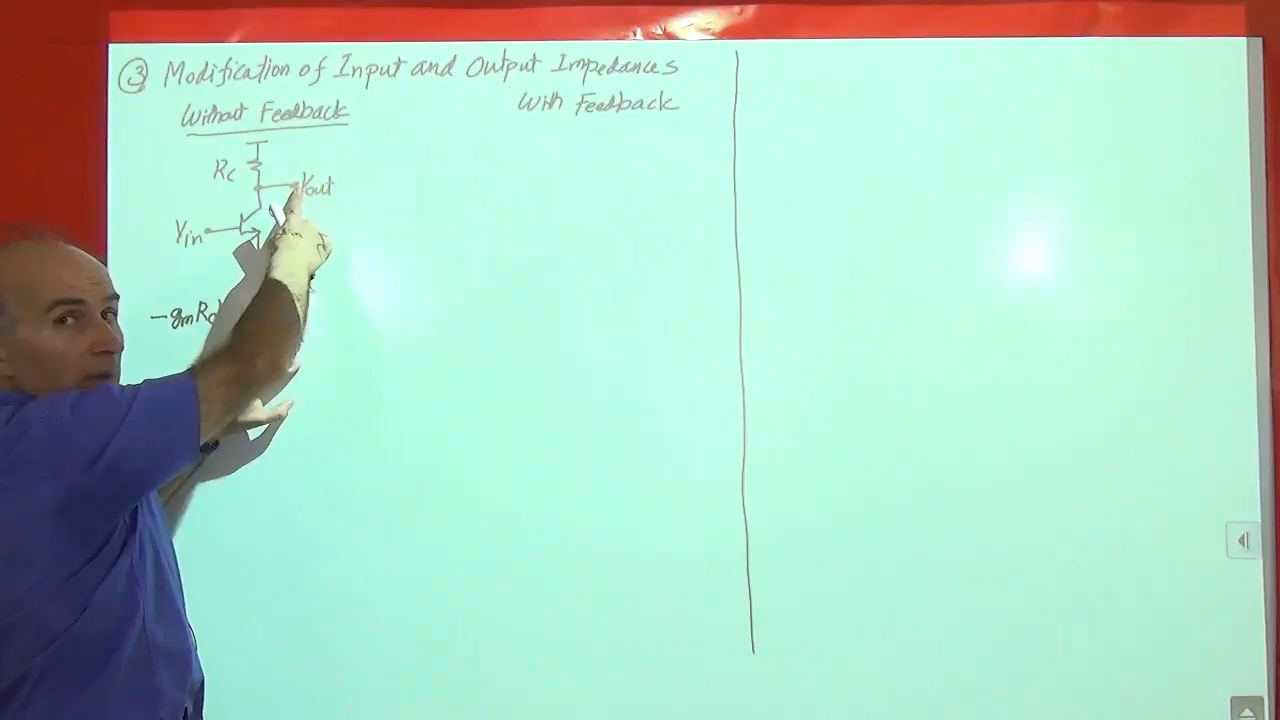 ③ Modification of Input and Output Impedances
Without Feedback
With Feedback
Rc
Vout
Vin
-gmRc